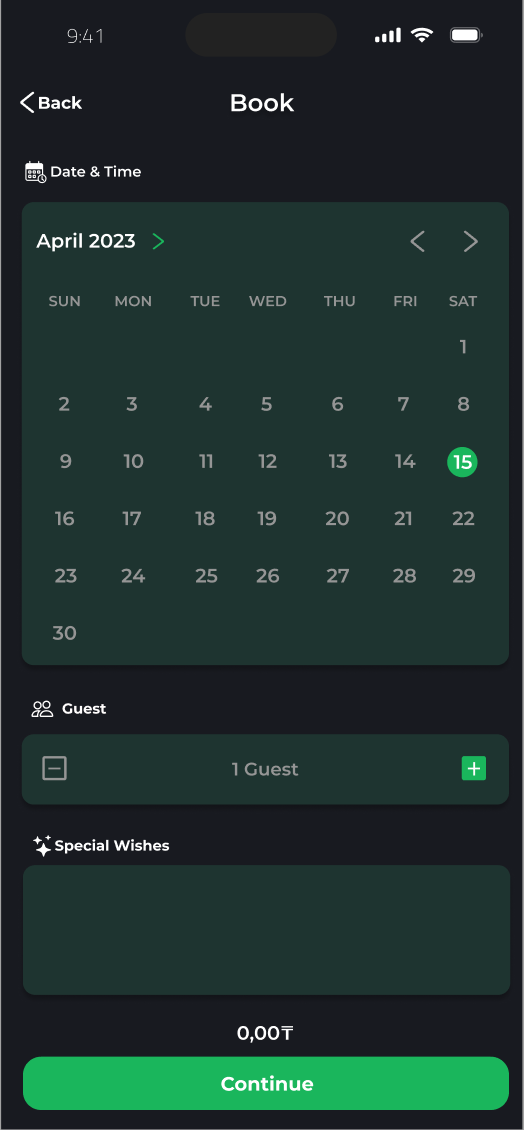 9:41
Back
Book
Date & Time
April 2023
SUN MON TUE WED THU FRI SAT
1
2 3 4 5 6 7 8
9 10 11 12 13 14 15
16 17 18 19 20 21 22
23 24 25 26 27 28 29
30
Guest
1 Guest
Special Wishes
0,00₸
Continue